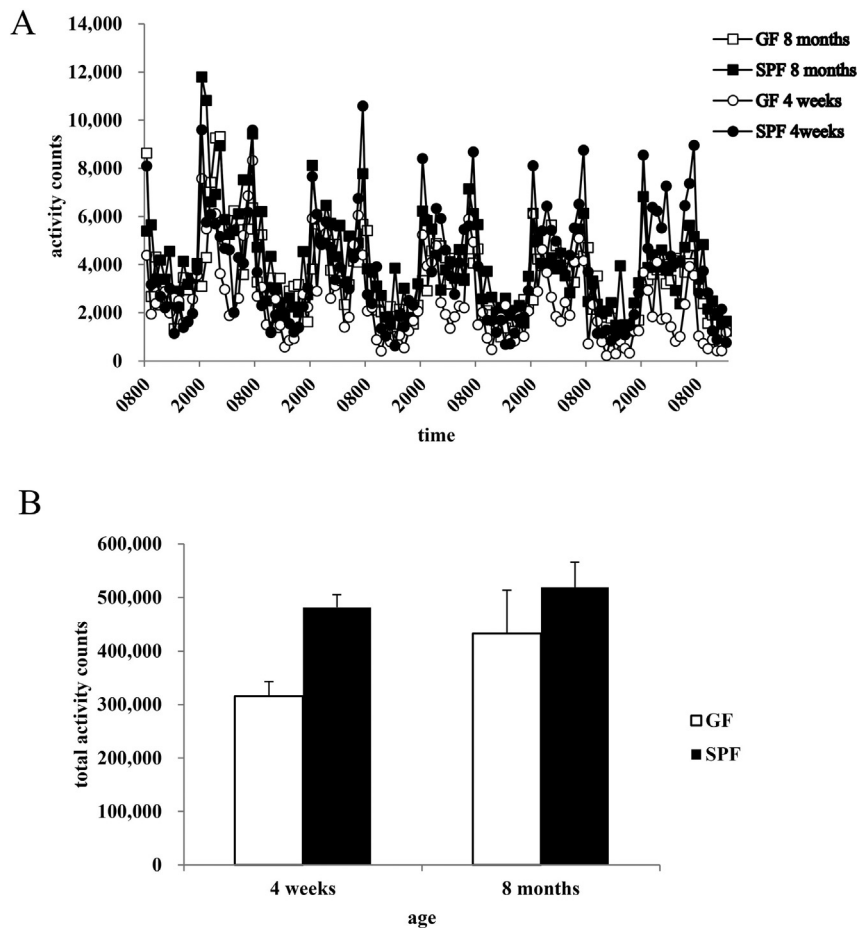 A
14,000
12,000
10,000
8,000
6,000
4,000
2,000
0
activity counts
0800
2000
0800
2000
0800
2000
0800
2000
0800
2000
0800
time
GF 8 months
SPF 8 months
GF 4 weeks
SPF 4weeks
B
600,000
500,000
400,000
300,000
200,000
100,000
0
total activity counts
4 weeks
8 months
age
GF
SPF